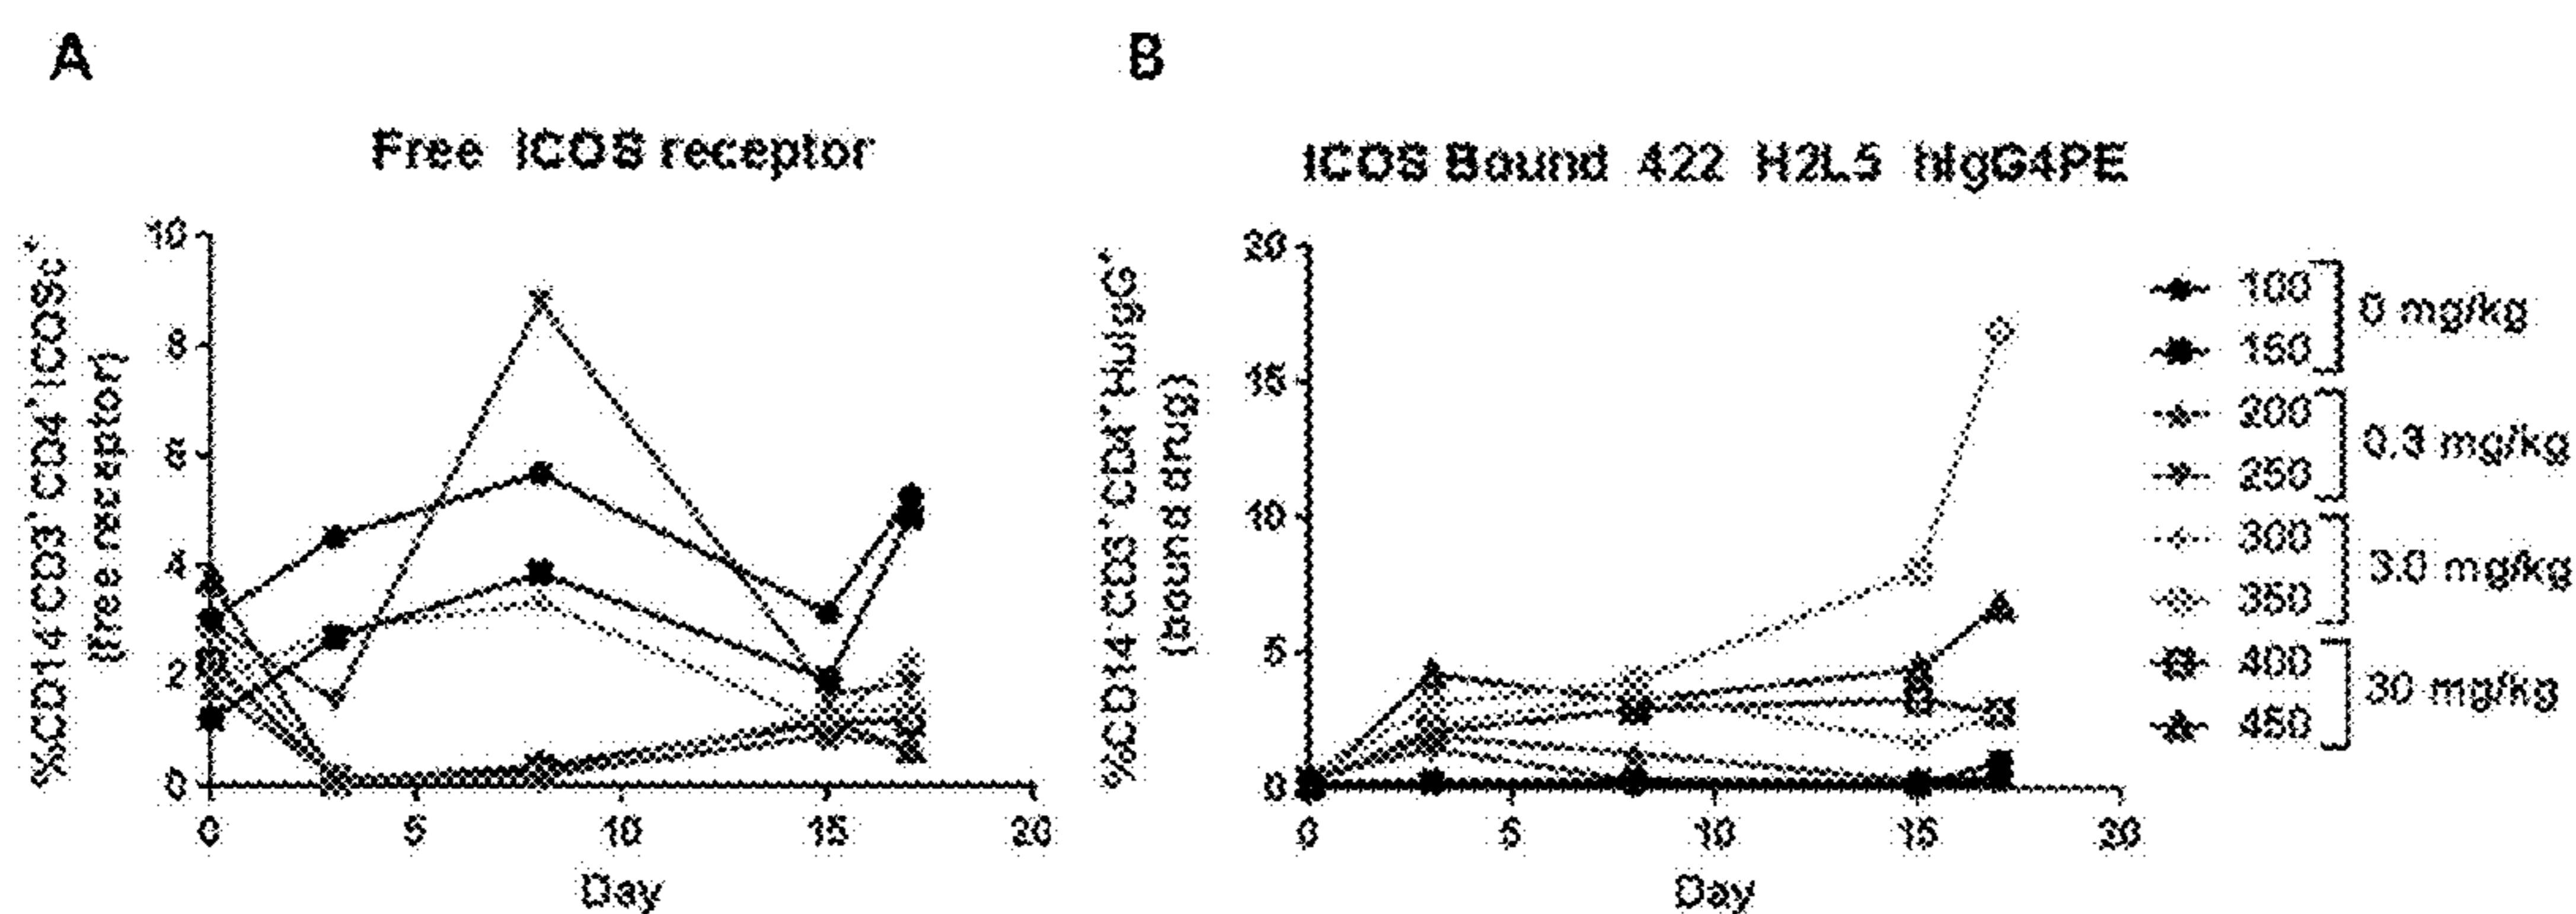 A
B
Free ICOS receptor
ICOS Bound 422 H2L5 hIgG4PE
%CD14⁻CD3⁺CD4⁺ICOSc⁺
(free receptor)
10
8
6
4
2
0
0 5 10 15 20
Day
%CD14⁻CD3⁺CD4⁺HuIgG⁺
(bound drug)
20
15
10
5
0
0 5 10 15 20
Day
100
150
0 mg/kg
200
250
0.3 mg/kg
300
350
3.0 mg/kg
400
450
30 mg/kg